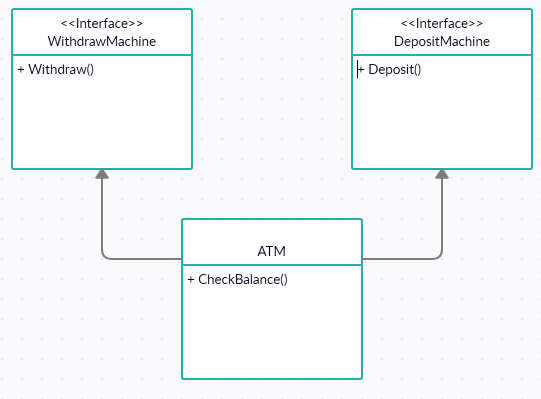 <<Interface>>
WithdrawMachine
+ Withdraw()
<<Interface>>
DepositMachine
+ Deposit()
ATM
+ CheckBalance()